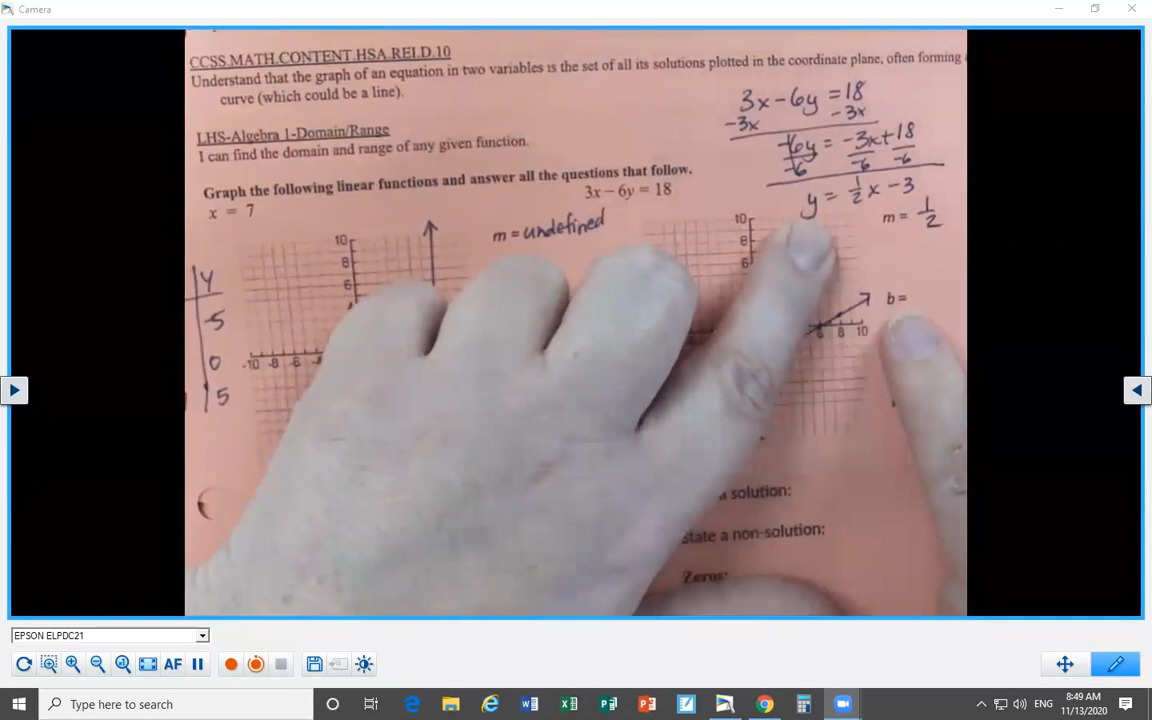 Camera
CCSS.MATH.CONTENT.HSA.REI.D.10
Understand that the graph of an equation in two variables is the set of all its solutions plotted in the coordinate plane, often forming
curve (which could be a line).
LHS-Algebra 1-Domain/Range
I can find the domain and range of any given function.
Graph the following linear functions and answer all the questions that follow.
x = 7
3x – 6y = 18
3x - 6y = 18
-3x -3x
-6y = -3x + 18
-6 -6 -6
y = 1/2 x - 3
m = undefined
m = 1/2
10
8
6
10
8
6
Y
-5
0
5
-10 -8 -6
6 8 10
b =
a solution:
State a non-solution:
Zeros:
EPSON ELPDC21
AF
Type here to search
ENG
8:49 AM
11/13/2020